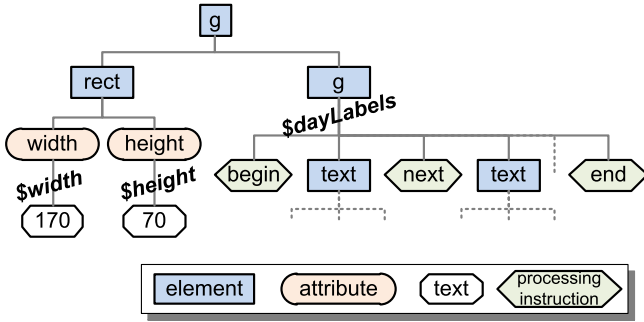 g
rect
g
$dayLabels
width
height
begin
text
next
text
end
$width
$height
170
70
element
attribute
text
processing
instruction